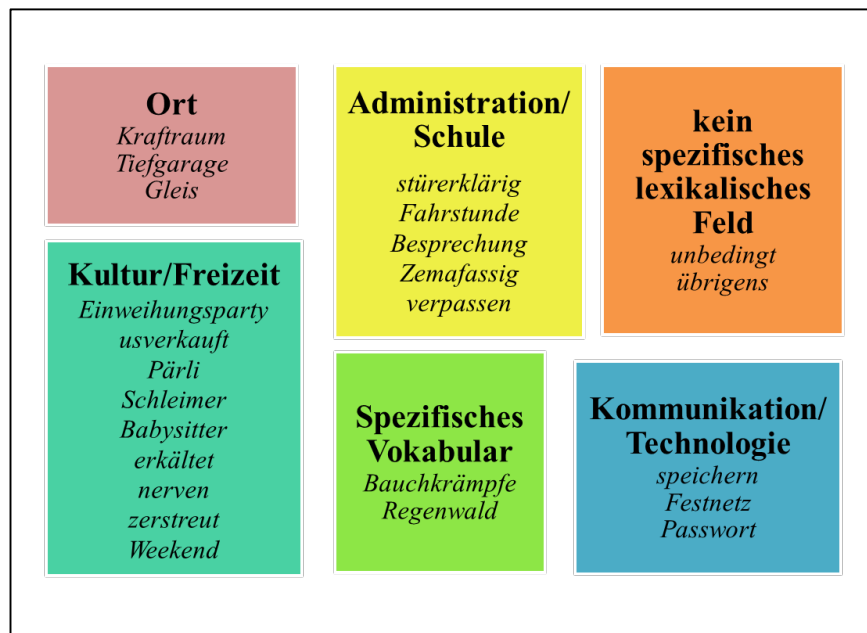 Ort
Kraftraum
Tiefgarage
Gleis
Administration/
Schule
stürerklärig
Fahrstunde
Besprechung
Zemafassig
verpassen
kein
spezifisches
lexikalisches
Feld
unbedingt
übrigens
Kultur/Freizeit
Einweihungsparty
usverkauft
Pärli
Schleimer
Babysitter
erkältet
nerven
zerstreut
Weekend
Spezifisches
Vokabular
Bauchkrämpfe
Regenwald
Kommunikation/
Technologie
speichern
Festnetz
Passwort